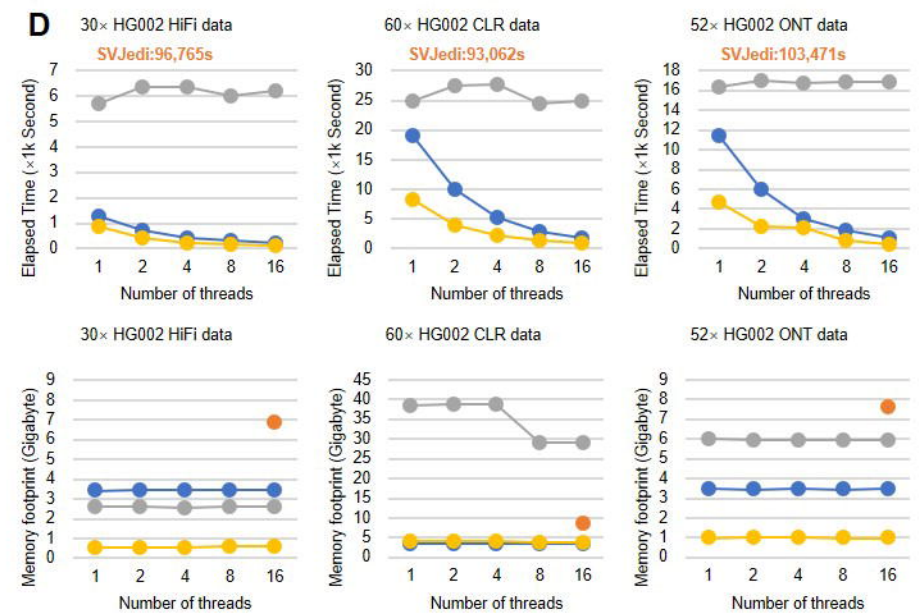 D
30× HG002 HiFi data
SVJedi:96,765s
Elapsed Time (×1k Second)
7
6
5
4
3
2
1
0
1 2 4 8 16
Number of threads
60× HG002 CLR data
SVJedi:93,062s
Elapsed Time (×1k Second)
30
25
20
15
10
5
0
1 2 4 8 16
Number of threads
52× HG002 ONT data
SVJedi:103,471s
Elapsed Time (×1k Second)
18
16
14
12
10
8
6
4
2
0
1 2 4 8 16
Number of threads
30× HG002 HiFi data
Memory footprint (Gigabyte)
9
8
7
6
5
4
3
2
1
0
1 2 4 8 16
Number of threads
60× HG002 CLR data
Memory footprint (Gigabyte)
45
40
35
30
25
20
15
10
5
0
1 2 4 8 16
Number of threads
52× HG002 ONT data
Memory footprint (Gigabyte)
9
8
7
6
5
4
3
2
1
0
1 2 4 8 16
Number of threads